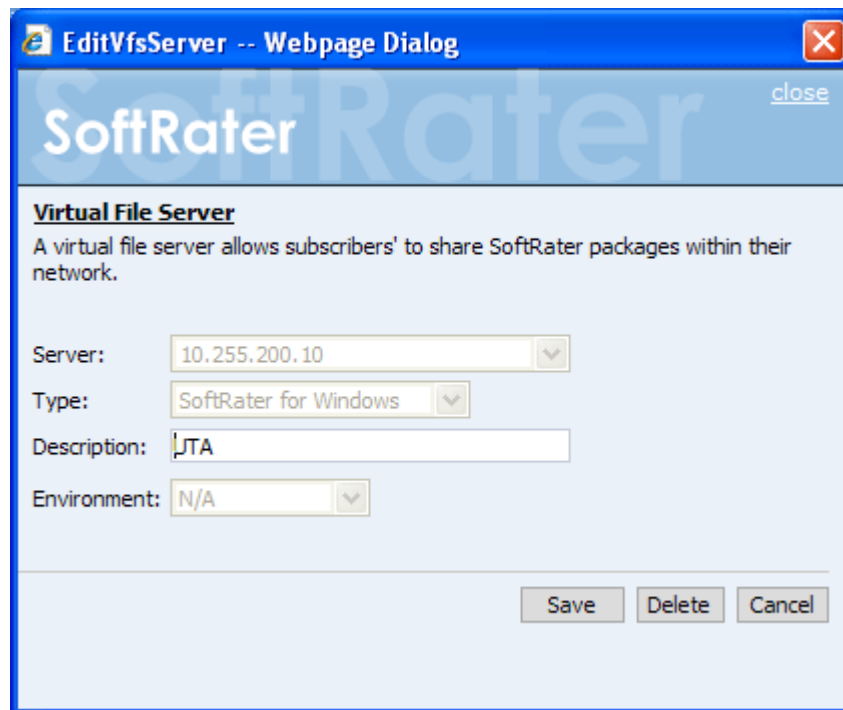 EditVfsServer -- Webpage Dialog
SoftRater
close
SoftRater
Virtual File Server
A virtual file server allows subscribers' to share SoftRater packages within their
network.
Server: 10.255.200.10
Type: SoftRater for Windows
Description:
Environment: N/A
Save Delete Cancel